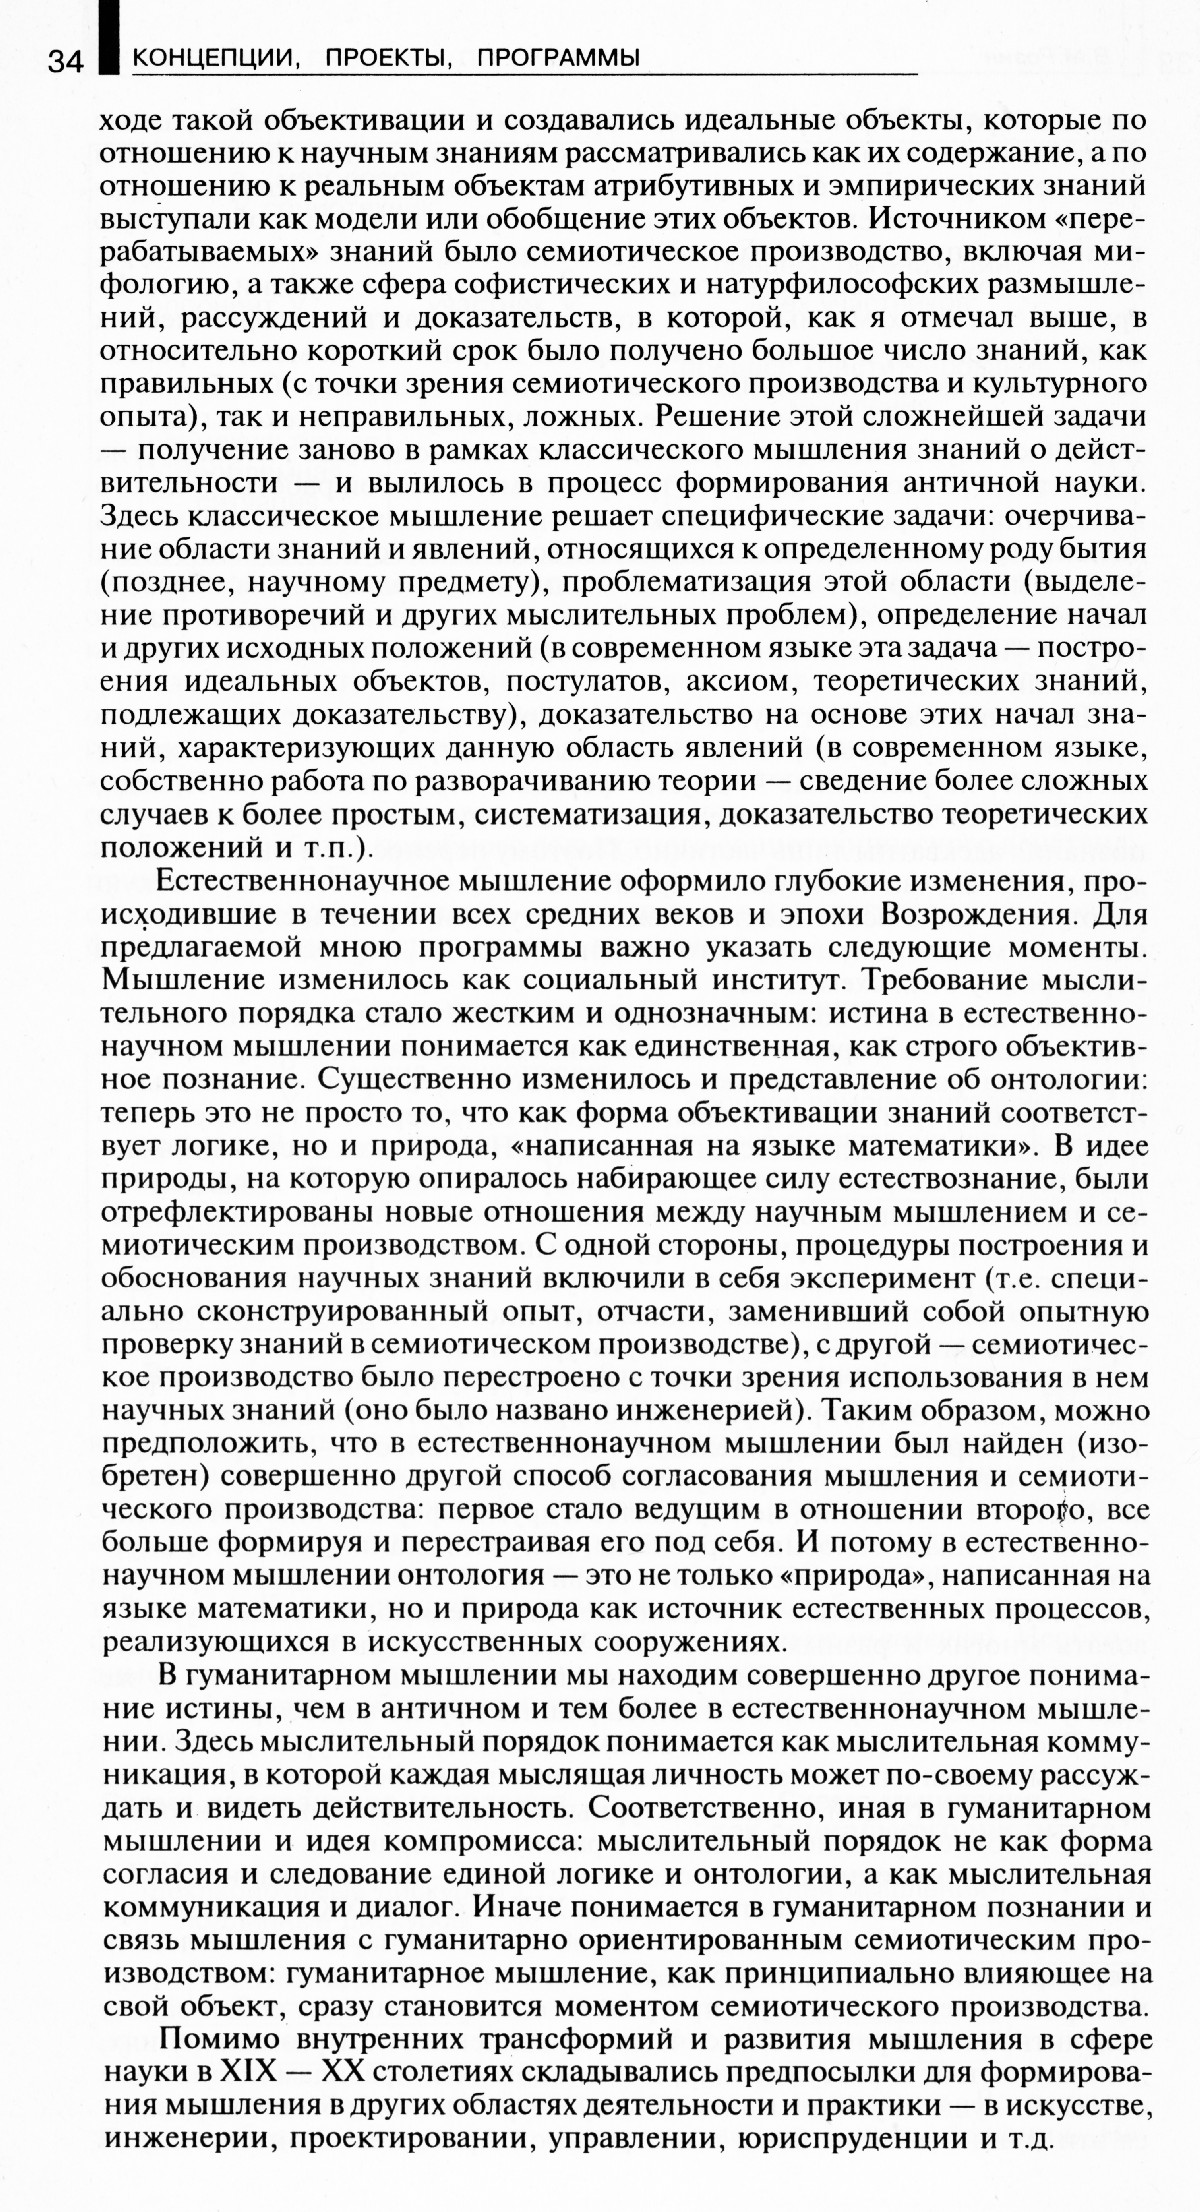 34
КОНЦЕПЦИИ, ПРОЕКТЫ, ПРОГРАММЫ
ходе такой объективации и создавались идеальные объекты, которые по
отношению к научным знаниям рассматривались как их содержание, а по
отношению к реальным объектам атрибутивных и эмпирических знаний
выступали как модели или обобщение этих объектов. Источником «пере-
рабатываемых» знаний было семиотическое производство, включая ми-
фологию, а также сфера софистических и натурфилософских размышле-
ний, рассуждений и доказательств, в которой, как я отмечал выше, в
относительно короткий срок было получено большое число знаний, как
правильных (с точки зрения семиотического производства и культурного
опыта), так и неправильных, ложных. Решение этой сложнейшей задачи
— получение заново в рамках классического мышления знаний о дейст-
вительности — и вылилось в процесс формирования античной науки.
Здесь классическое мышление решает специфические задачи: очерчива-
ние области знаний и явлений, относящихся к определенному роду бытия
(позднее, научному предмету), проблематизация этой области (выделе-
ние противоречий и других мыслительных проблем), определение начал
и других исходных положений (в современном языке эта задача — постро-
ения идеальных объектов, постулатов, аксиом, теоретических знаний,
подлежащих доказательству), доказательство на основе этих начал зна-
ний, характеризующих данную область явлений (в современном языке,
собственно работа по разворачиванию теории — сведение более сложных
случаев к более простым, систематизация, доказательство теоретических
положений и т.п.).
Естественнонаучное мышление оформило глубокие изменения, про-
исходившие в течении всех средних веков и эпохи Возрождения. Для
предлагаемой мною программы важно указать следующие моменты.
Мышление изменилось как социальный институт. Требование мысли-
тельного порядка стало жестким и однозначным: истина в естественно-
научном мышлении понимается как единственная, как строго объектив-
ное познание. Существенно изменилось и представление об онтологии:
теперь это не просто то, что как форма объективации знаний соответст-
вует логике, но и природа, «написанная на языке математики». В идее
природы, на которую опиралось набирающее силу естествознание, были
отрефлектированы новые отношения между научным мышлением и се-
миотическим производством. С одной стороны, процедуры построения и
обоснования научных знаний включили в себя эксперимент (т.е. специ-
ально сконструированный опыт, отчасти, заменивший собой опытную
проверку знаний в семиотическом производстве), с другой — семиотичес-
кое производство было перестроено с точки зрения использования в нем
научных знаний (оно было названо инженерией). Таким образом, можно
предположить, что в естественнонаучном мышлении был найден (изо-
бретен) совершенно другой способ согласования мышления и семиоти-
ческого производства: первое стало ведущим в отношении второго, все
больше формируя и перестраивая его под себя. И потому в естественно-
научном мышлении онтология — это не только «природа», написанная на
языке математики, но и природа как источник естественных процессов,
реализующихся в искусственных сооружениях.
В гуманитарном мышлении мы находим совершенно другое понима-
ние истины, чем в античном и тем более в естественнонаучном мышле-
нии. Здесь мыслительный порядок понимается как мыслительная комму-
никация, в которой каждая мыслящая личность может по-своему рассуж-
дать и видеть действительность. Соответственно, иная в гуманитарном
мышлении и идея компромисса: мыслительный порядок не как форма
согласия и следование единой логике и онтологии, а как мыслительная
коммуникация и диалог. Иначе понимается в гуманитарном познании и
связь мышления с гуманитарно ориентированным семиотическим про-
изводством: гуманитарное мышление, как принципиально влияющее на
свой объект, сразу становится моментом семиотического производства.
Помимо внутренних трансформий и развития мышления в сфере
науки в XIX — XX столетиях складывались предпосылки для формирова-
ния мышления в других областях деятельности и практики — в искусстве,
инженерии, проектировании, управлении, юриспруденции и т.д.